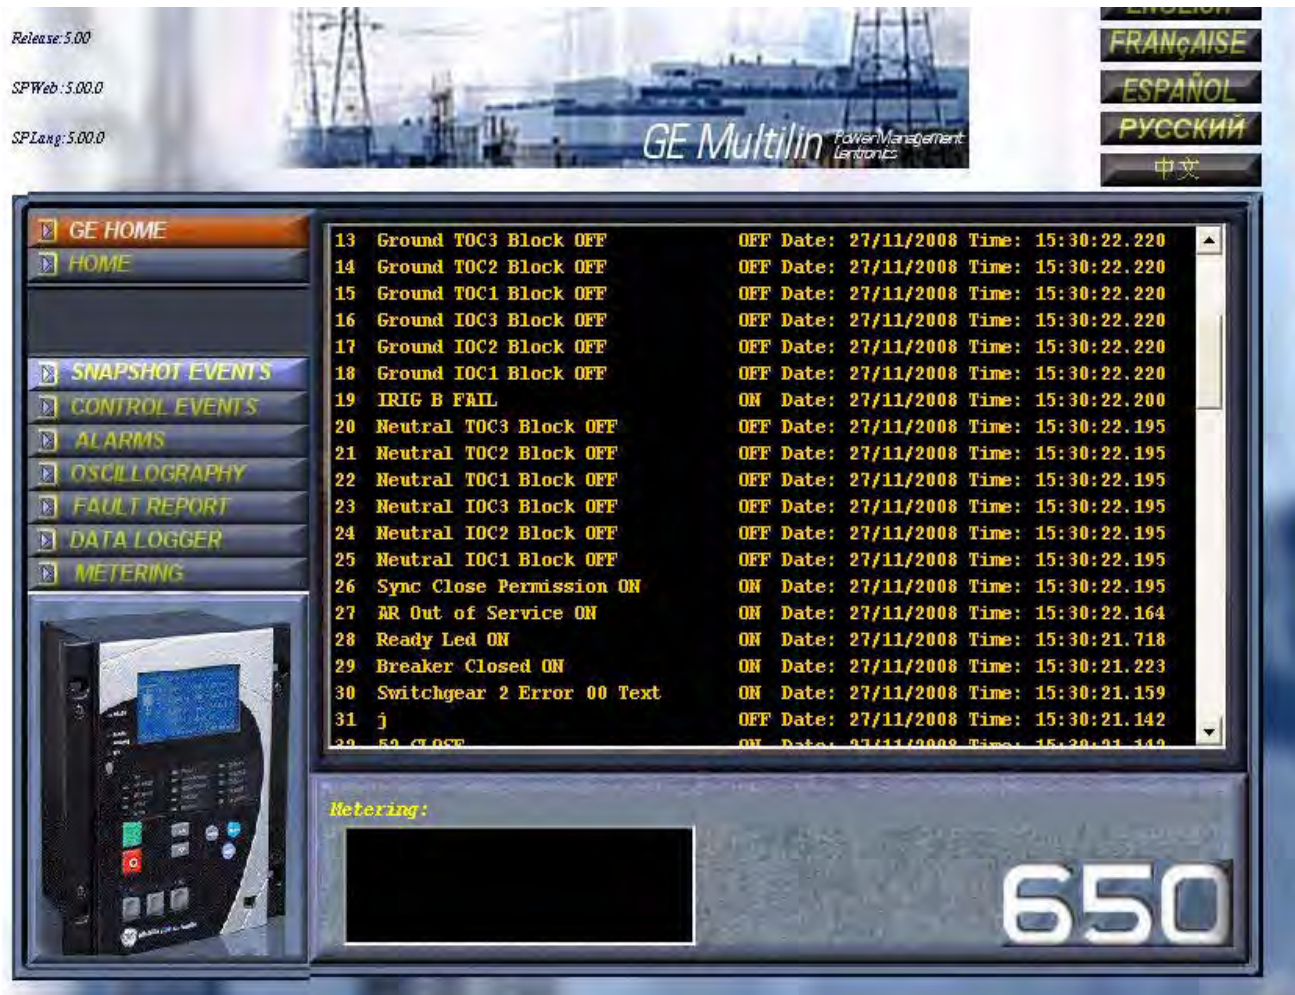 ENGLISH
Release:5.00
FRANÇAISE
SPWeb:5.00.0
ESPAÑOL
SPLang:5.00.0
РУССКИЙ
中文
GE Multilin PowerManagement
Lentronics
GE HOME
HOME
SNAPSHOT EVENTS
CONTROL EVENTS
ALARMS
OSCILLOGRAPHY
FAULT REPORT
DATA LOGGER
METERING
13 Ground TOC3 Block OFF OFF Date: 27/11/2008 Time: 15:30:22.220
14 Ground TOC2 Block OFF OFF Date: 27/11/2008 Time: 15:30:22.220
15 Ground TOC1 Block OFF OFF Date: 27/11/2008 Time: 15:30:22.220
16 Ground IOC3 Block OFF OFF Date: 27/11/2008 Time: 15:30:22.220
17 Ground IOC2 Block OFF OFF Date: 27/11/2008 Time: 15:30:22.220
18 Ground IOC1 Block OFF OFF Date: 27/11/2008 Time: 15:30:22.220
19 IRIG B FAIL ON Date: 27/11/2008 Time: 15:30:22.200
20 Neutral TOC3 Block OFF OFF Date: 27/11/2008 Time: 15:30:22.195
21 Neutral TOC2 Block OFF OFF Date: 27/11/2008 Time: 15:30:22.195
22 Neutral TOC1 Block OFF OFF Date: 27/11/2008 Time: 15:30:22.195
23 Neutral IOC3 Block OFF OFF Date: 27/11/2008 Time: 15:30:22.195
24 Neutral IOC2 Block OFF OFF Date: 27/11/2008 Time: 15:30:22.195
25 Neutral IOC1 Block OFF OFF Date: 27/11/2008 Time: 15:30:22.195
26 Sync Close Permission ON ON Date: 27/11/2008 Time: 15:30:22.195
27 AR Out of Service ON ON Date: 27/11/2008 Time: 15:30:22.164
28 Ready Led ON ON Date: 27/11/2008 Time: 15:30:21.718
29 Breaker Closed ON ON Date: 27/11/2008 Time: 15:30:21.223
30 Switchgear 2 Error 00 Text ON Date: 27/11/2008 Time: 15:30:21.159
31 j OFF Date: 27/11/2008 Time: 15:30:21.142
32 52 CLOSE ON Date: 27/11/2008 Time: 15:30:21.142
Metering:
650